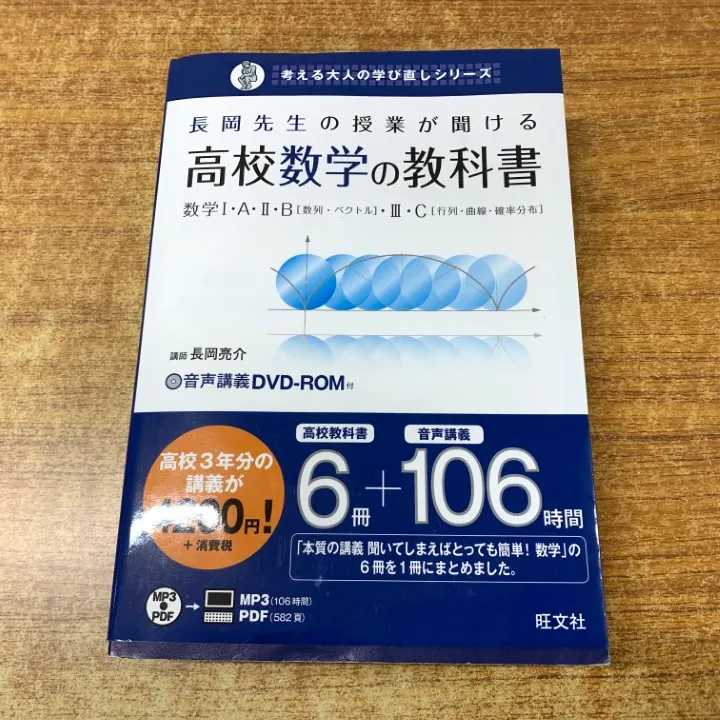 考える大人の学び直しシリーズ
長岡先生の授業が聞ける
高校数学の教科書
数学Ⅰ・A・Ⅱ・B[数列・ベクトル]・Ⅲ・C[行列・曲線・確率分布]
講師 長岡亮介
音声講義DVD-ROM付
高校3年分の
講義が
円!
+消費税
高校教科書
6冊
+
音声講義
106時間
「本質の講義 聞いてしまえばとっても簡単! 数学」の
6冊を1冊にまとめました。
MP3
PDF
MP3(106時間)
PDF(582頁)
旺文社